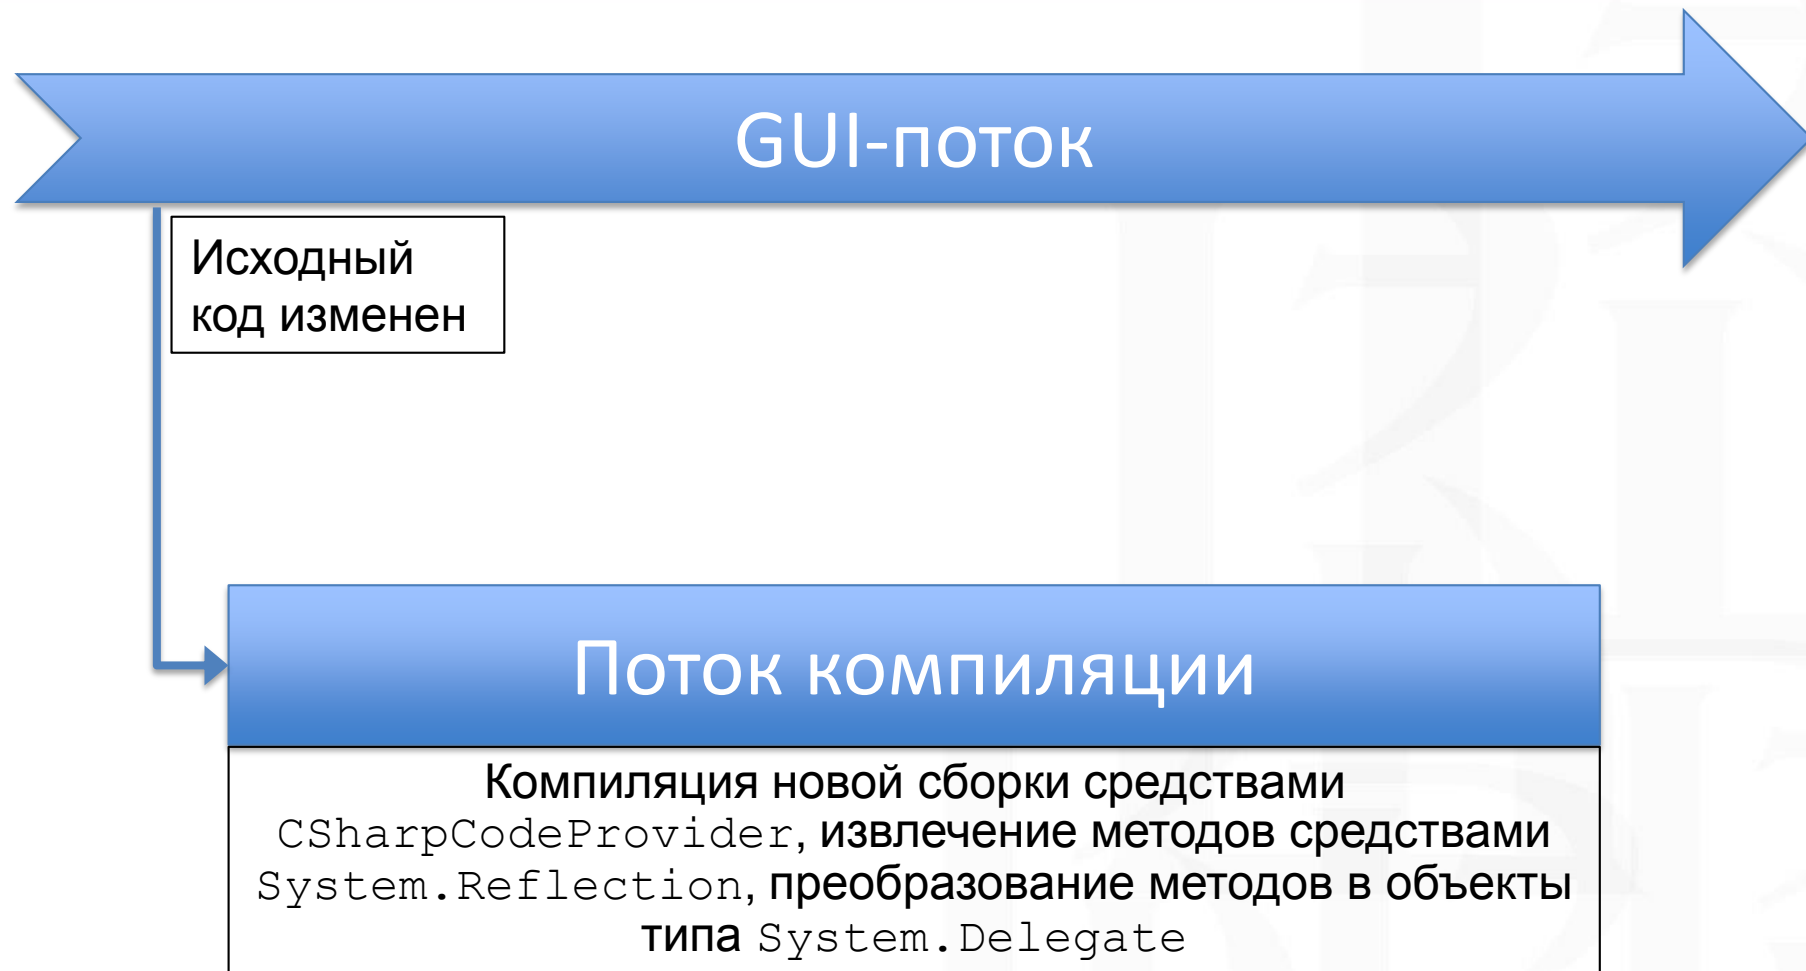 GUI-поток
Исходный
код изменен
Поток компиляции
Компиляция новой сборки средствами
CSharpCodeProvider, извлечение методов средствами
System.Reflection, преобразование методов в объекты
типа System.Delegate